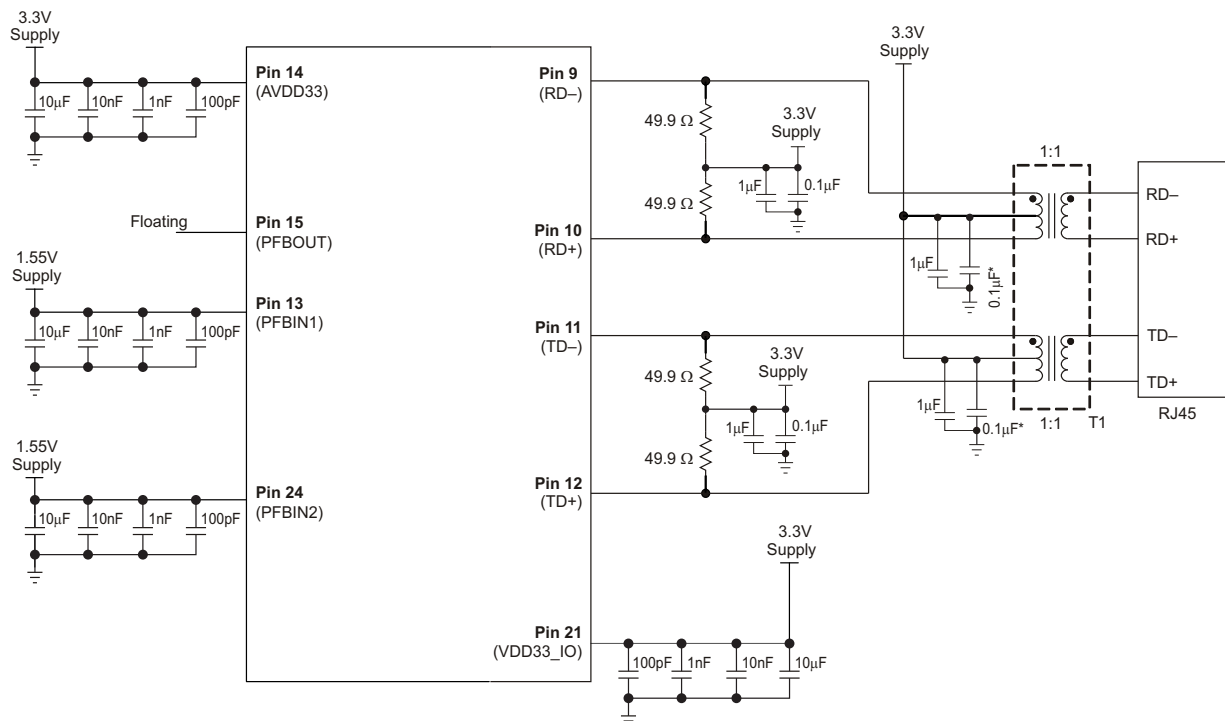 3.3V
Supply
10µF
10nF
1nF
100pF
Pin 14
(AVDD33)
Floating
Pin 15
(PFBOUT)
1.55V
Supply
10µF
10nF
1nF
100pF
Pin 13
(PFBIN1)
1.55V
Supply
10µF
10nF
1nF
100pF
Pin 24
(PFBIN2)
Pin 9
(RD–)
49.9 Ω
3.3V
Supply
1µF
0.1µF
49.9 Ω
Pin 10
(RD+)
3.3V
Supply
1µF
0.1µF*
1:1
RD–
RD+
Pin 11
(TD–)
49.9 Ω
3.3V
Supply
1µF
0.1µF
49.9 Ω
Pin 12
(TD+)
1µF
0.1µF*
1:1
T1
TD–
TD+
RJ45
3.3V
Supply
Pin 21
(VDD33_IO)
100pF
1nF
10nF
10µF